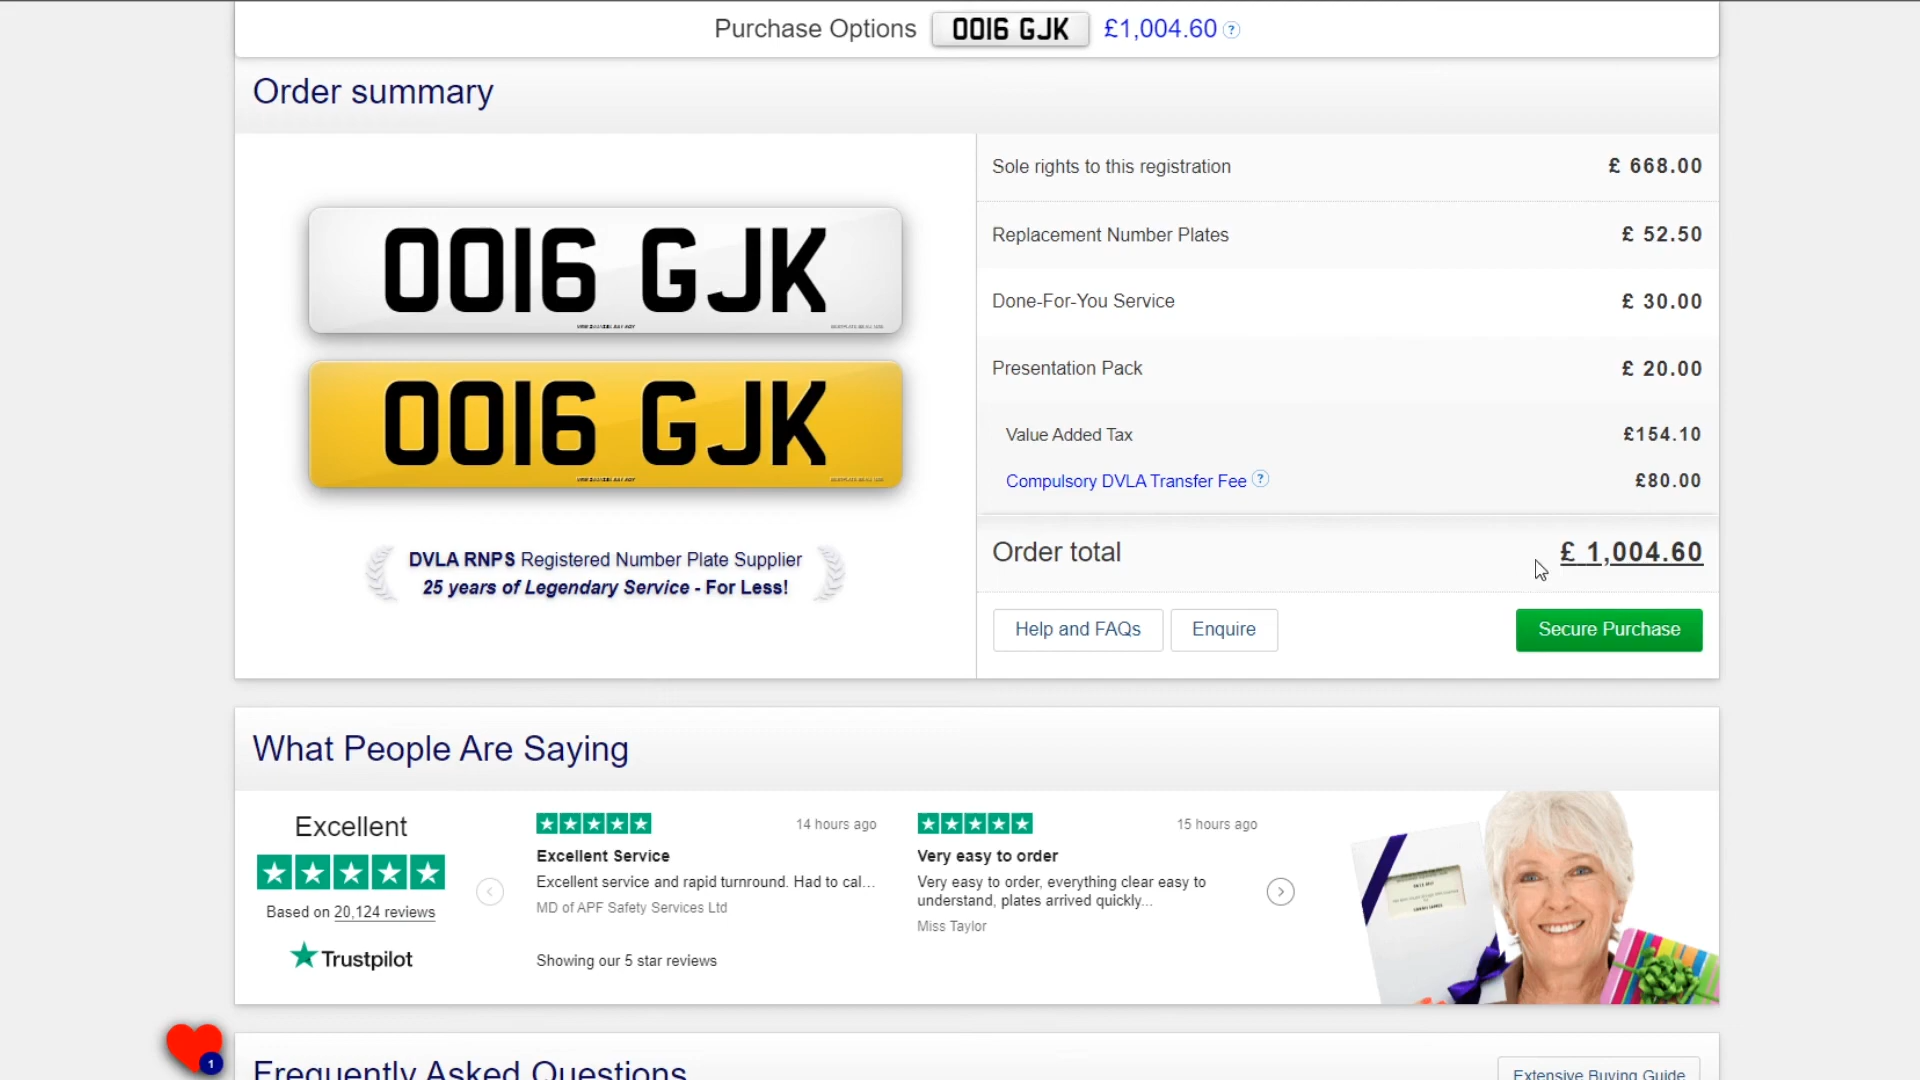 Purchase Options OO16 GJK £1,004.60 ?
Order summary
OO16 GJK
OO16 GJK
DVLA RNPS Registered Number Plate Supplier
25 years of Legendary Service - For Less!
Sole rights to this registration £ 668.00
Replacement Number Plates £ 52.50
Done-For-You Service £ 30.00
Presentation Pack £ 20.00
Value Added Tax £154.10
Compulsory DVLA Transfer Fee ? £80.00
Order total £ 1,004.60
Help and FAQs Enquire Secure Purchase
What People Are Saying
Excellent
Based on 20,124 reviews
Trustpilot
14 hours ago
Excellent Service
Excellent service and rapid turnround. Had to cal...
MD of APF Safety Services Ltd
15 hours ago
Very easy to order
Very easy to order, everything clear easy to
understand, plates arrived quickly...
Miss Taylor
Showing our 5 star reviews
1
Frequently Asked Questions
Extensive Buying Guide